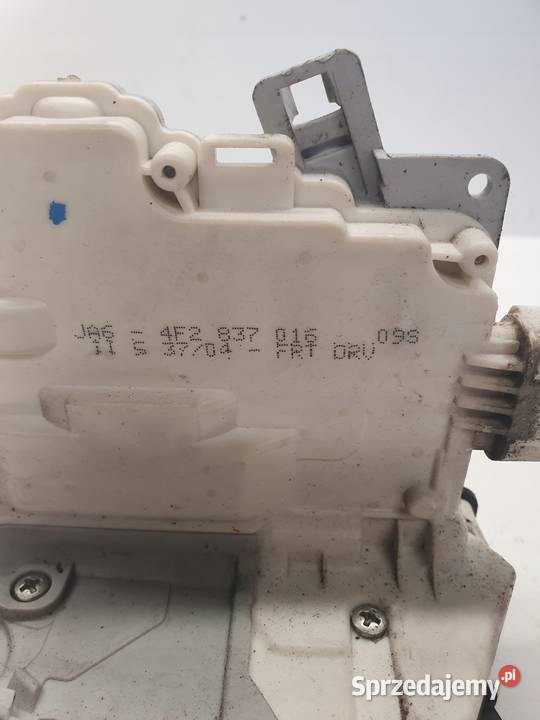 JA6 - 4F2 837 016 09S
11 S 37/04 - FRT DRV
Sprzedajemy.pl